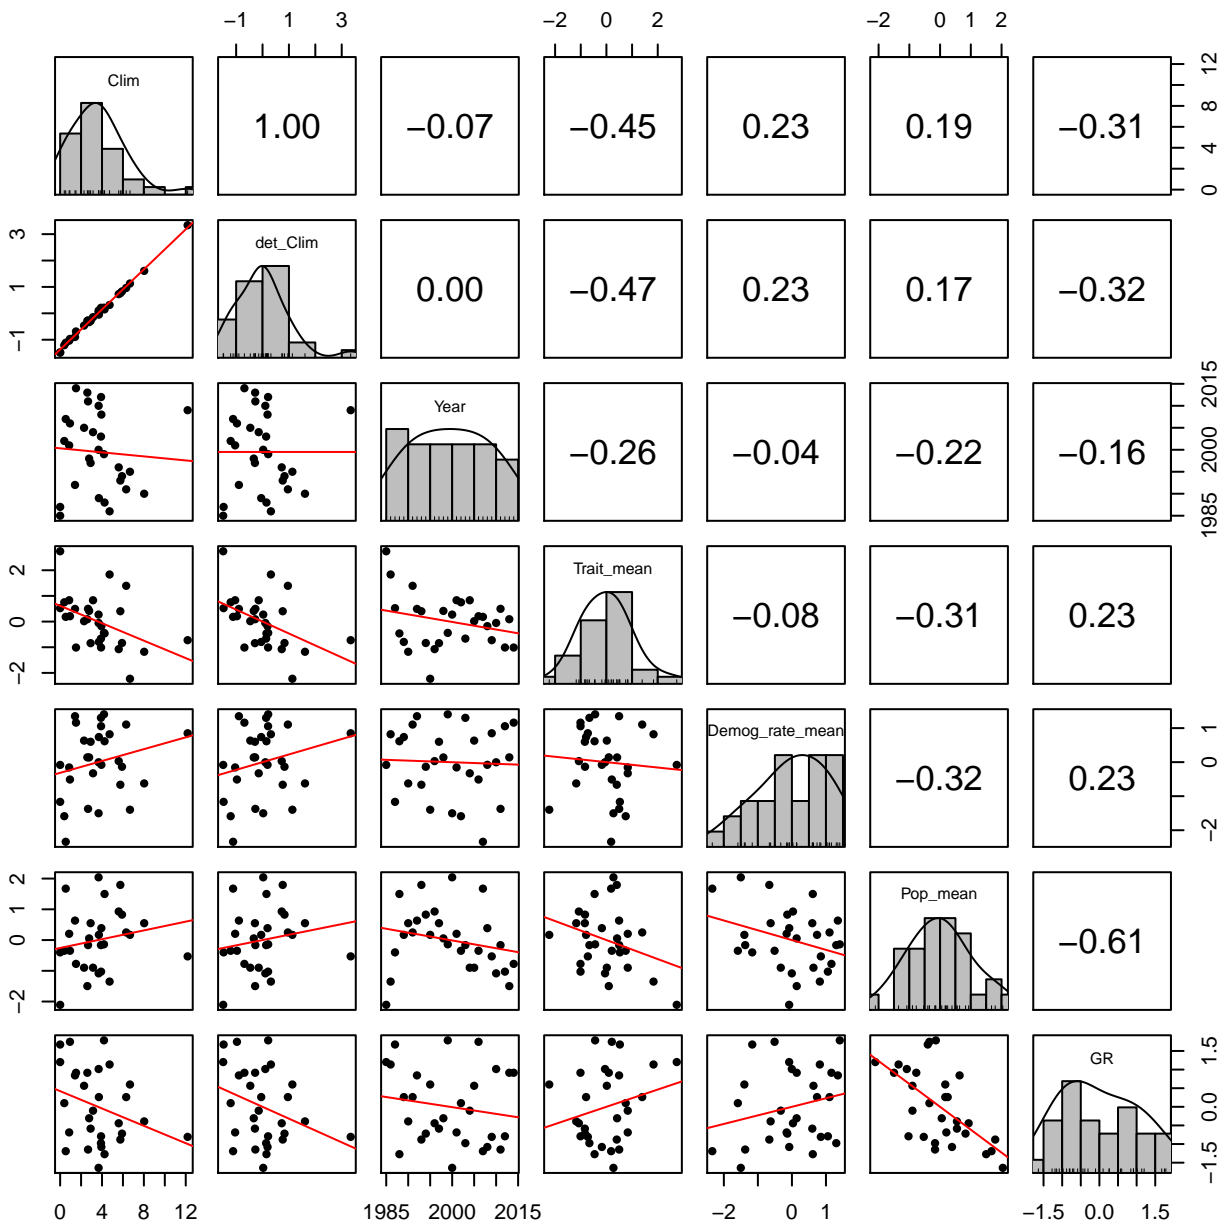 −1 1 3 −2 0 2 −2 0 1 2
Clim 1.00 −0.07 −0.45 0.23 0.19 −0.31 0 4 8 12
−1 1 3 det_Clim 0.00 −0.47 0.23 0.17 −0.32
Year −0.26 −0.04 −0.22 −0.16 1985 2000 2015
−2 0 2 Trait_mean −0.08 −0.31 0.23
Demog_rate_mean −0.32 0.23 −2 0 1
−2 0 1 2 Pop_mean −0.61
GR −1.5 0.0 1.5
0 4 8 12 1985 2000 2015 −2 0 1 −1.5 0.0 1.5